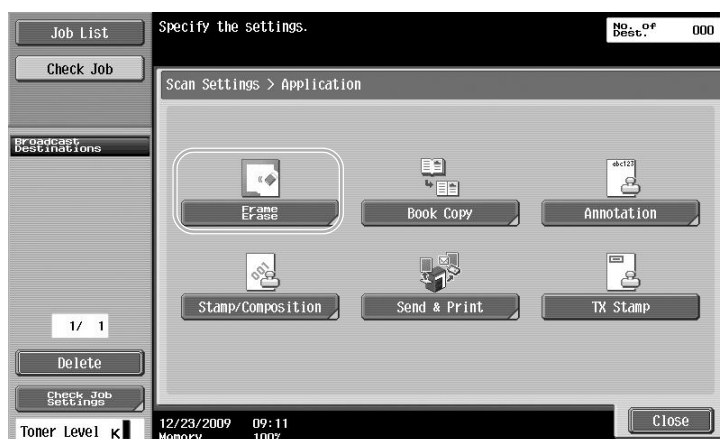 Job List
Check Job
Broadcast
Destinations
1/ 1
Delete
Check Job
Settings
Toner Level K
Specify the settings.
No. of
Dest.
000
Scan Settings > Application
Frame
Erase
Book Copy
abc123
Annotation
001
Stamp/Composition
Send & Print
TX Stamp
12/23/2009 09:11
Memory 100%
Close